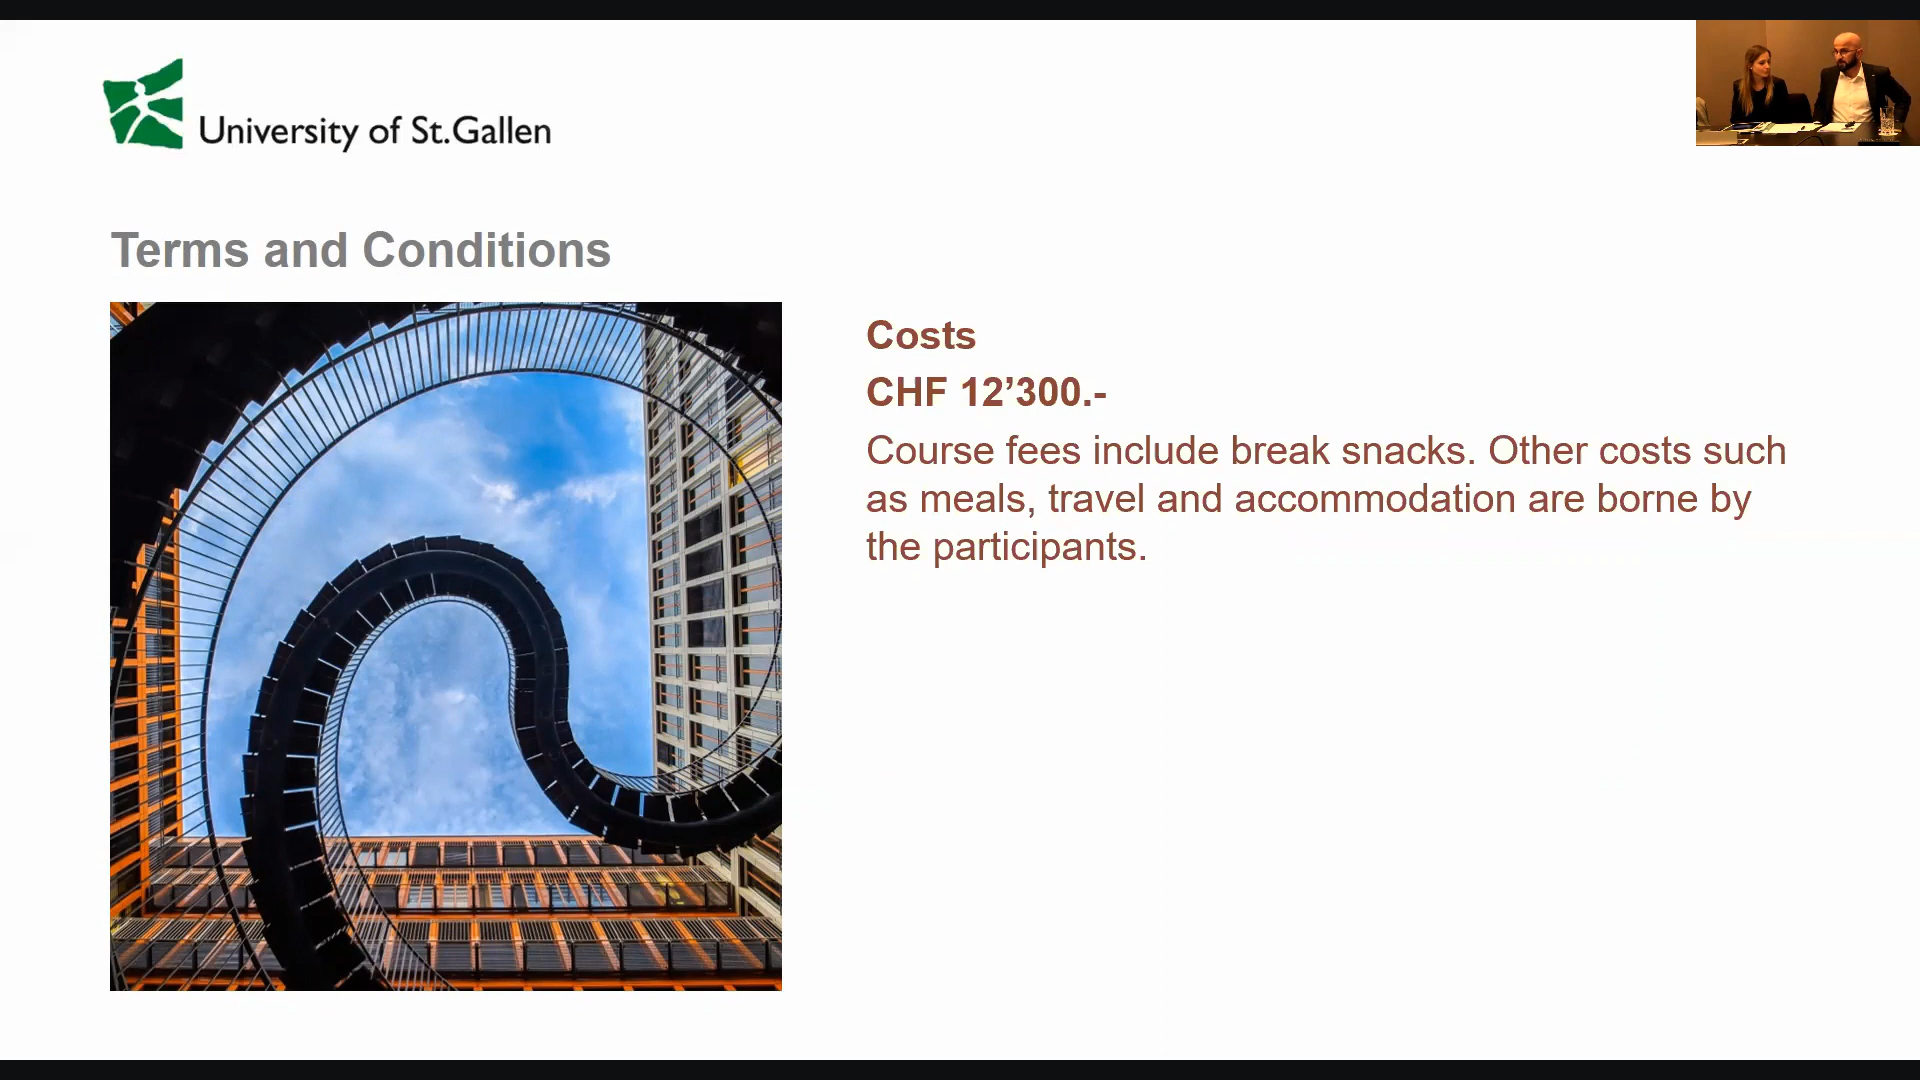 University of St.Gallen
Terms and Conditions
Costs
CHF 12’300.-
Course fees include break snacks. Other costs such
as meals, travel and accommodation are borne by
the participants.